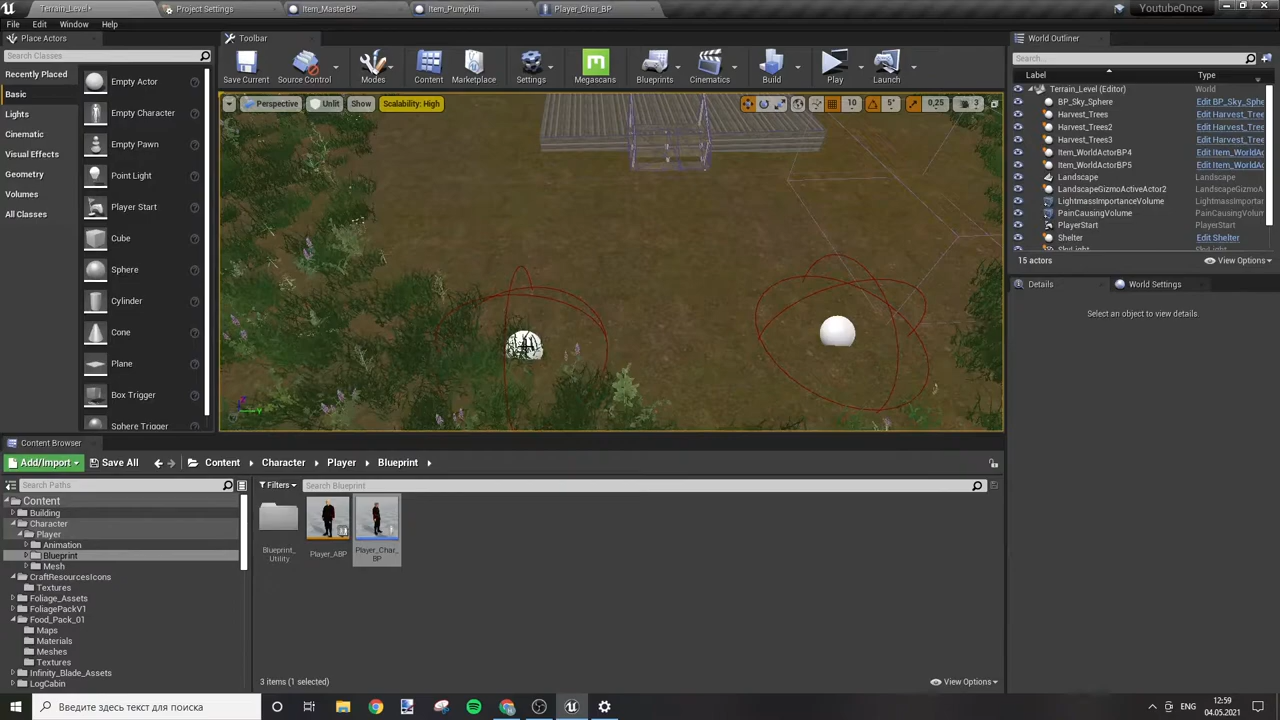 Terrain_Level*
Project Settings
Item_MasterBP
Item_Pumpkin
Player_Char_BP
YoutubeOnce
File
Edit
Window
Help
Place Actors
Toolbar
World Outliner
Search Classes
Recently Placed
Basic
Lights
Cinematic
Visual Effects
Geometry
Volumes
All Classes
Empty Actor
Empty Character
Empty Pawn
Point Light
Player Start
Cube
Sphere
Cylinder
Cone
Plane
Box Trigger
Sphere Trigger
Save Current
Source Control
Modes
Content
Marketplace
Settings
Megascans
Blueprints
Cinematics
Build
Play
Launch
Perspective
Unlit
Show
Scalability: High
10
5°
0,25
3
Search...
Label
Type
Terrain_Level (Editor)
World
BP_Sky_Sphere
Edit BP_Sky_Sphe
Harvest_Trees
Edit Harvest_Tree
Harvest_Trees2
Edit Harvest_Tree
Harvest_Trees3
Edit Harvest_Tree
Item_WorldActorBP4
Edit Item_WorldAc
Item_WorldActorBP5
Edit Item_WorldAc
Landscape
Landscape
LandscapeGizmoActiveActor2
LandscapeGizmoA
LightmassImportanceVolume
LightmassImportar
PainCausingVolume
PainCausingVolum
PlayerStart
PlayerStart
Shelter
Edit Shelter
SkyLight
SkyLight
15 actors
View Options
Details
World Settings
Select an object to view details.
Content Browser
Add/Import
Save All
Content
Character
Player
Blueprint
Search Paths
Filters
Search Blueprint
Content
Building
Character
Player
Animation
Blueprint
Mesh
CraftResourcesIcons
Textures
Foliage_Assets
FoliagePackV1
Food_Pack_01
Maps
Materials
Meshes
Textures
Infinity_Blade_Assets
LogCabin
Blueprint_
Utility
Player_ABP
Player_Char_
BP
3 items (1 selected)
View Options
Введите здесь текст для поиска
ENG
12:59
04.05.2021